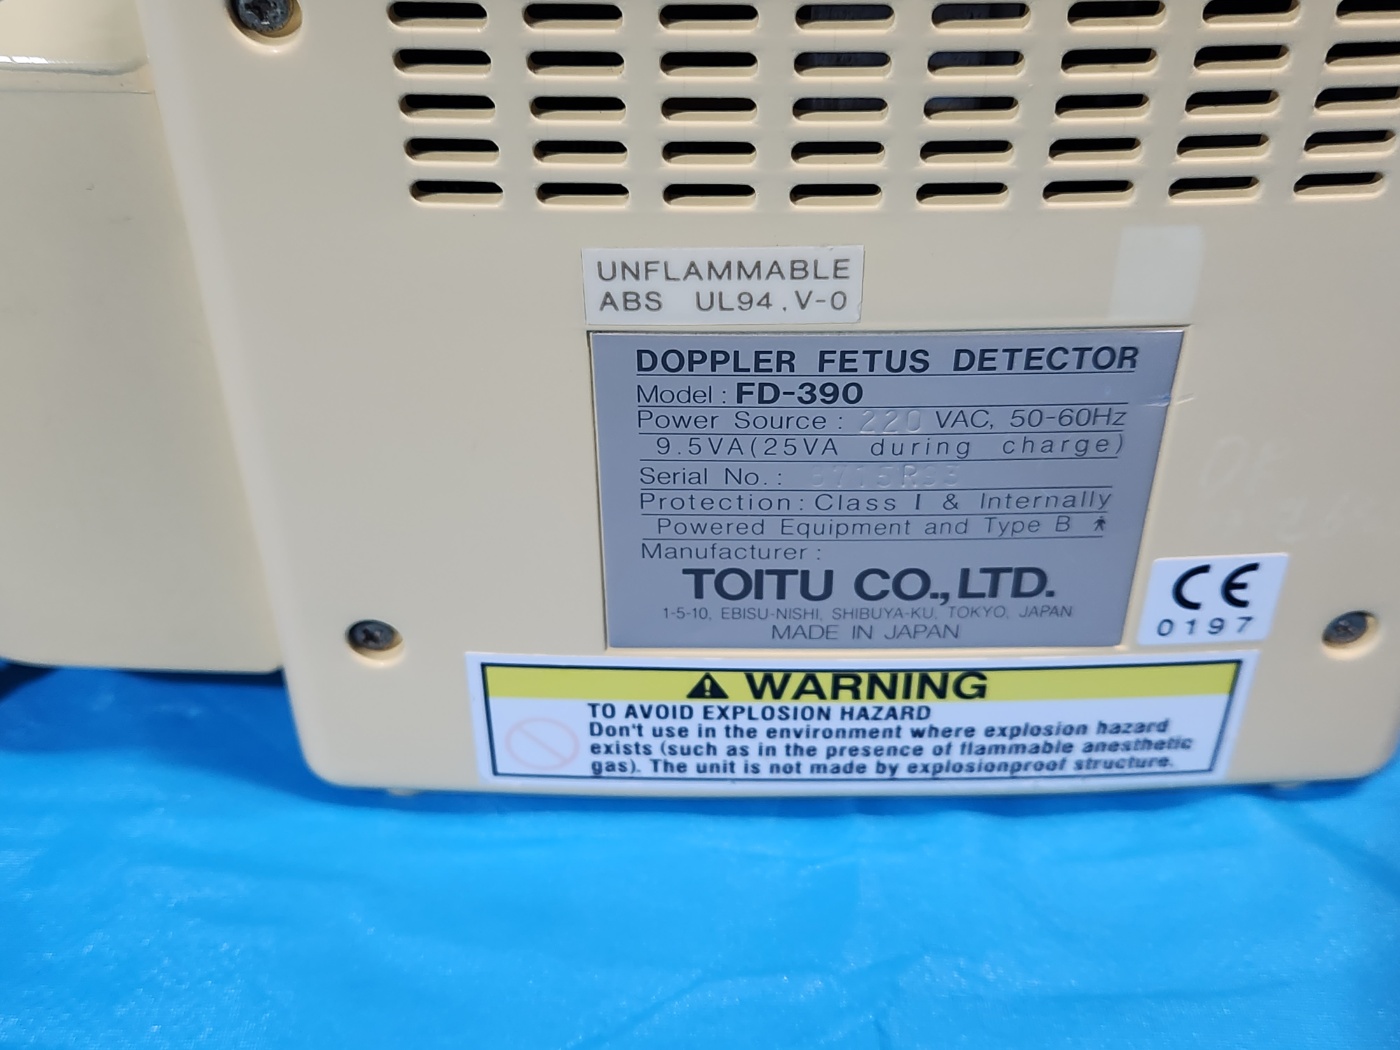 UNFLAMMABLE
ABS UL94, V-0
DOPPLER FETUS DETECTOR
Model : FD-390
Power Source : 220 VAC, 50-60Hz
9.5VA(25VA during charge)
Serial No. :
Protection : Class I & Internally
Powered Equipment and Type B
Manufacturer :
TOITU CO., LTD.
1-5-10, EBISU-NISHI, SHIBUYA-KU, TOKYO, JAPAN
MADE IN JAPAN
CE
0197
WARNING
TO AVOID EXPLOSION HAZARD
Don't use in the environment where explosion hazard
exists (such as in the presence of flammable anesthetic
gas). The unit is not made by explosionproof structure.